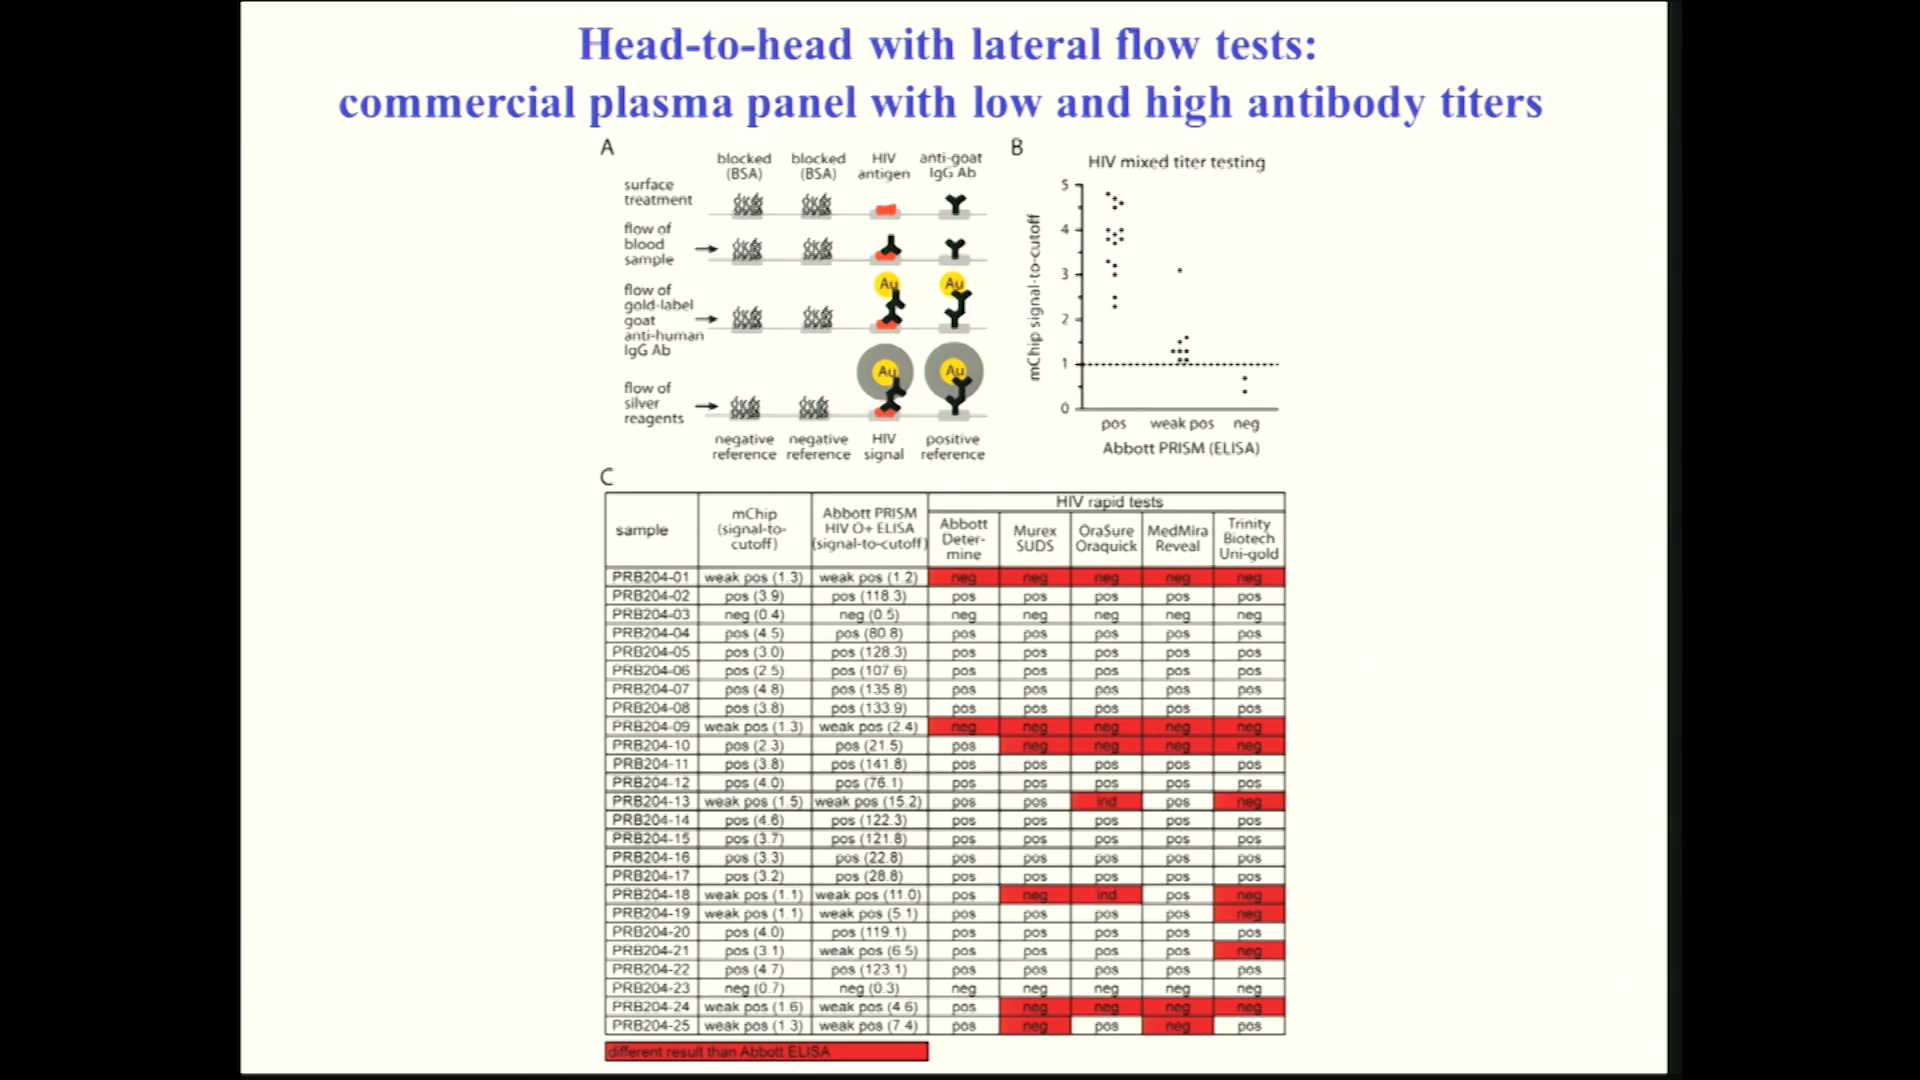 Head-to-head with lateral flow tests:
commercial plasma panel with low and high antibody titers
A
blocked (BSA) blocked (BSA) HIV antigen anti-goat IgG Ab
surface treatment
flow of blood sample
Au Au
flow of gold-label goat anti-human IgG Ab
Au Au
flow of silver reagents
negative reference negative reference HIV signal positive reference
B
HIV mixed titer testing
mChip signal-to-cutoff
5
4
3
2
1
0
pos weak pos neg
Abbott PRISM (ELISA)
C
HIV rapid tests
sample mChip (signal-to-cutoff) Abbott PRISM HIV O+ ELISA (signal-to-cutoff) Abbott Deter-mine Murex SUDS OraSure Oraquick MedMira Reveal Trinity Biotech Uni-gold
PRB204-01 weak pos (1.3) weak pos (1.2) neg neg neg neg neg
PRB204-02 pos (3.9) pos (118.3) pos pos pos pos pos
PRB204-03 neg (0.4) neg (0.5) neg neg neg neg neg
PRB204-04 pos (4.5) pos (80.8) pos pos pos pos pos
PRB204-05 pos (3.0) pos (128.3) pos pos pos pos pos
PRB204-06 pos (2.5) pos (107.6) pos pos pos pos pos
PRB204-07 pos (4.8) pos (135.8) pos pos pos pos pos
PRB204-08 pos (3.8) pos (133.9) pos pos pos pos pos
PRB204-09 weak pos (1.3) weak pos (2.4) neg neg neg neg neg
PRB204-10 pos (2.3) pos (21.5) pos neg neg neg neg
PRB204-11 pos (3.8) pos (141.8) pos pos pos pos pos
PRB204-12 pos (4.0) pos (76.1) pos pos pos pos pos
PRB204-13 weak pos (1.5) weak pos (15.2) pos pos ind pos neg
PRB204-14 pos (4.6) pos (122.3) pos pos pos pos pos
PRB204-15 pos (3.7) pos (121.8) pos pos pos pos pos
PRB204-16 pos (3.3) pos (22.8) pos pos pos pos pos
PRB204-17 pos (3.2) pos (28.8) pos pos pos pos pos
PRB204-18 weak pos (1.1) weak pos (11.0) pos neg ind pos neg
PRB204-19 weak pos (1.1) weak pos (5.1) pos pos pos pos neg
PRB204-20 pos (4.0) pos (119.1) pos pos pos pos pos
PRB204-21 pos (3.1) weak pos (6.5) pos pos pos pos neg
PRB204-22 pos (4.7) pos (123.1) pos pos pos pos pos
PRB204-23 neg (0.7) neg (0.3) neg neg neg neg neg
PRB204-24 weak pos (1.6) weak pos (4.6) pos neg neg neg neg
PRB204-25 weak pos (1.3) weak pos (7.4) pos neg pos neg pos
different result than Abbott ELISA